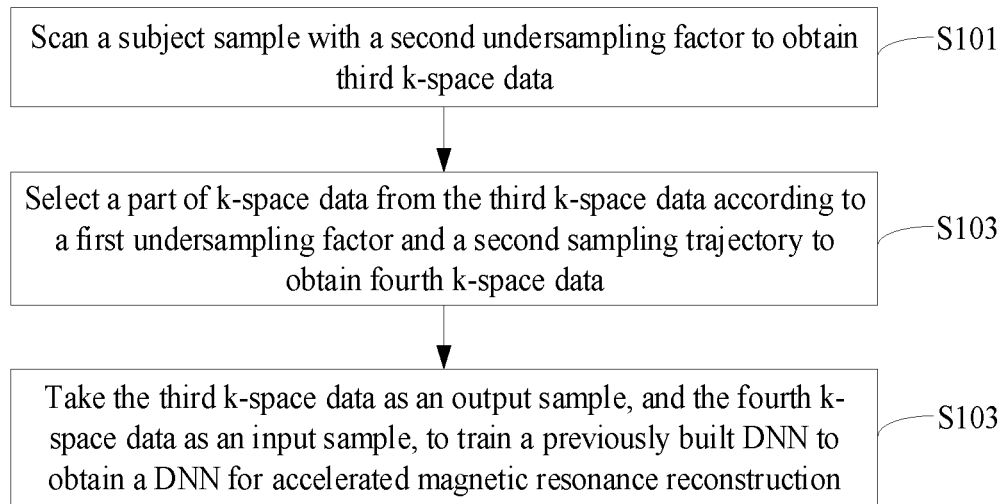 Scan a subject sample with a second undersampling factor to obtain
third k-space data
S101
Select a part of k-space data from the third k-space data according to
a first undersampling factor and a second sampling trajectory to
obtain fourth k-space data
S103
Take the third k-space data as an output sample, and the fourth k-
space data as an input sample, to train a previously built DNN to
obtain a DNN for accelerated magnetic resonance reconstruction
S103